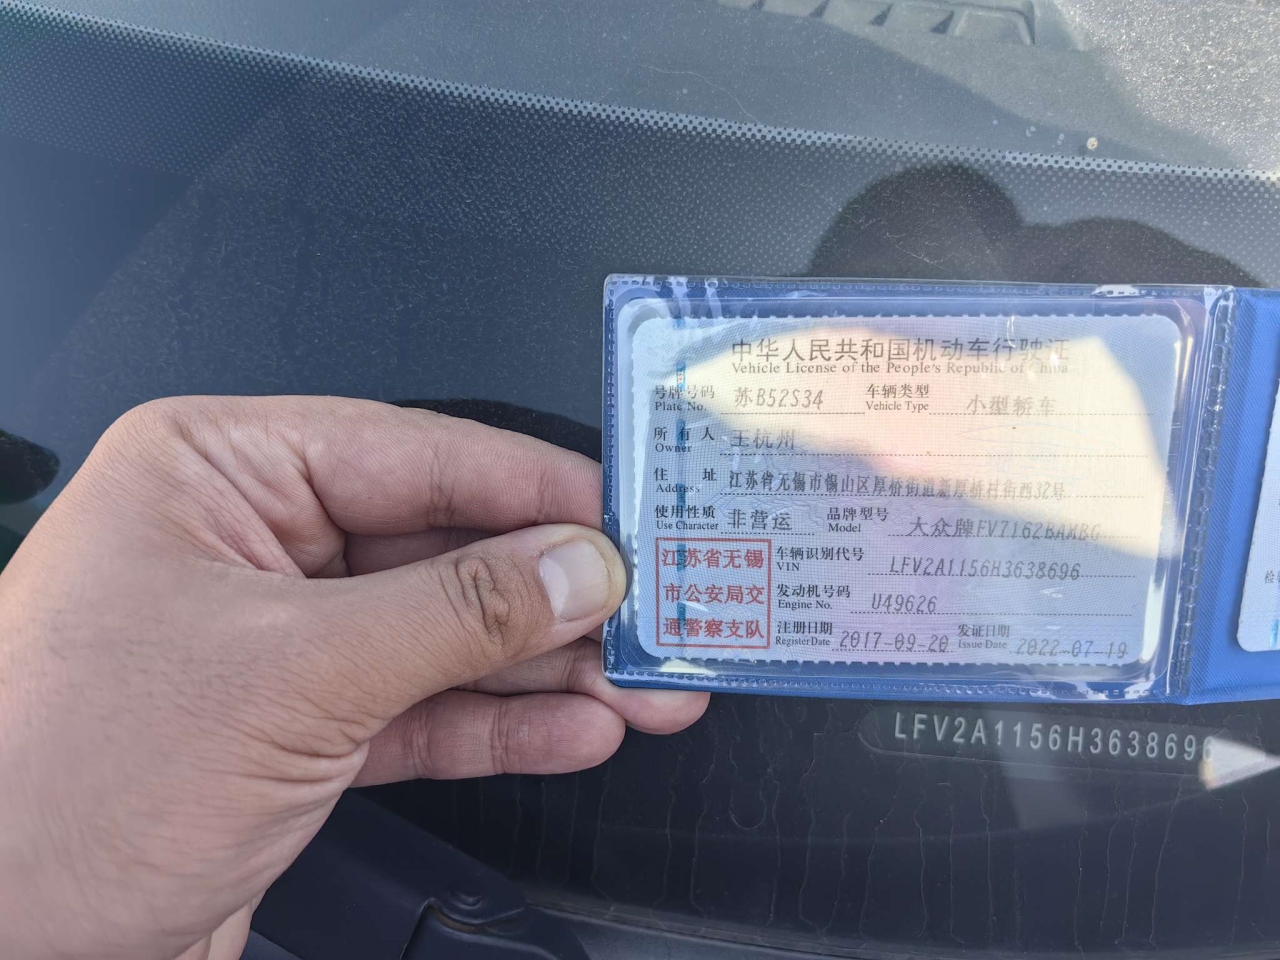 中华人民共和国机动车行驶证
Vehicle License of the People's Republic of China
号牌号码 苏B52S34 车辆类型 小型轿车
Plate No. Vehicle Type
所有人 王杭州
Owner
住址 江苏省无锡市锡山区厚桥街道新厚桥村街西32号
Address
使用性质 非营运 品牌型号 大众牌FV7162BAMBG
Use Character Model
江苏省无锡
市公安局交
通警察支队
车辆识别代号 LFV2A1156H3638696
VIN
发动机号码 U49626
Engine No.
注册日期 2017-09-20 发证日期 2022-07-19
Register Date Issue Date
LFV2A1156H3638696